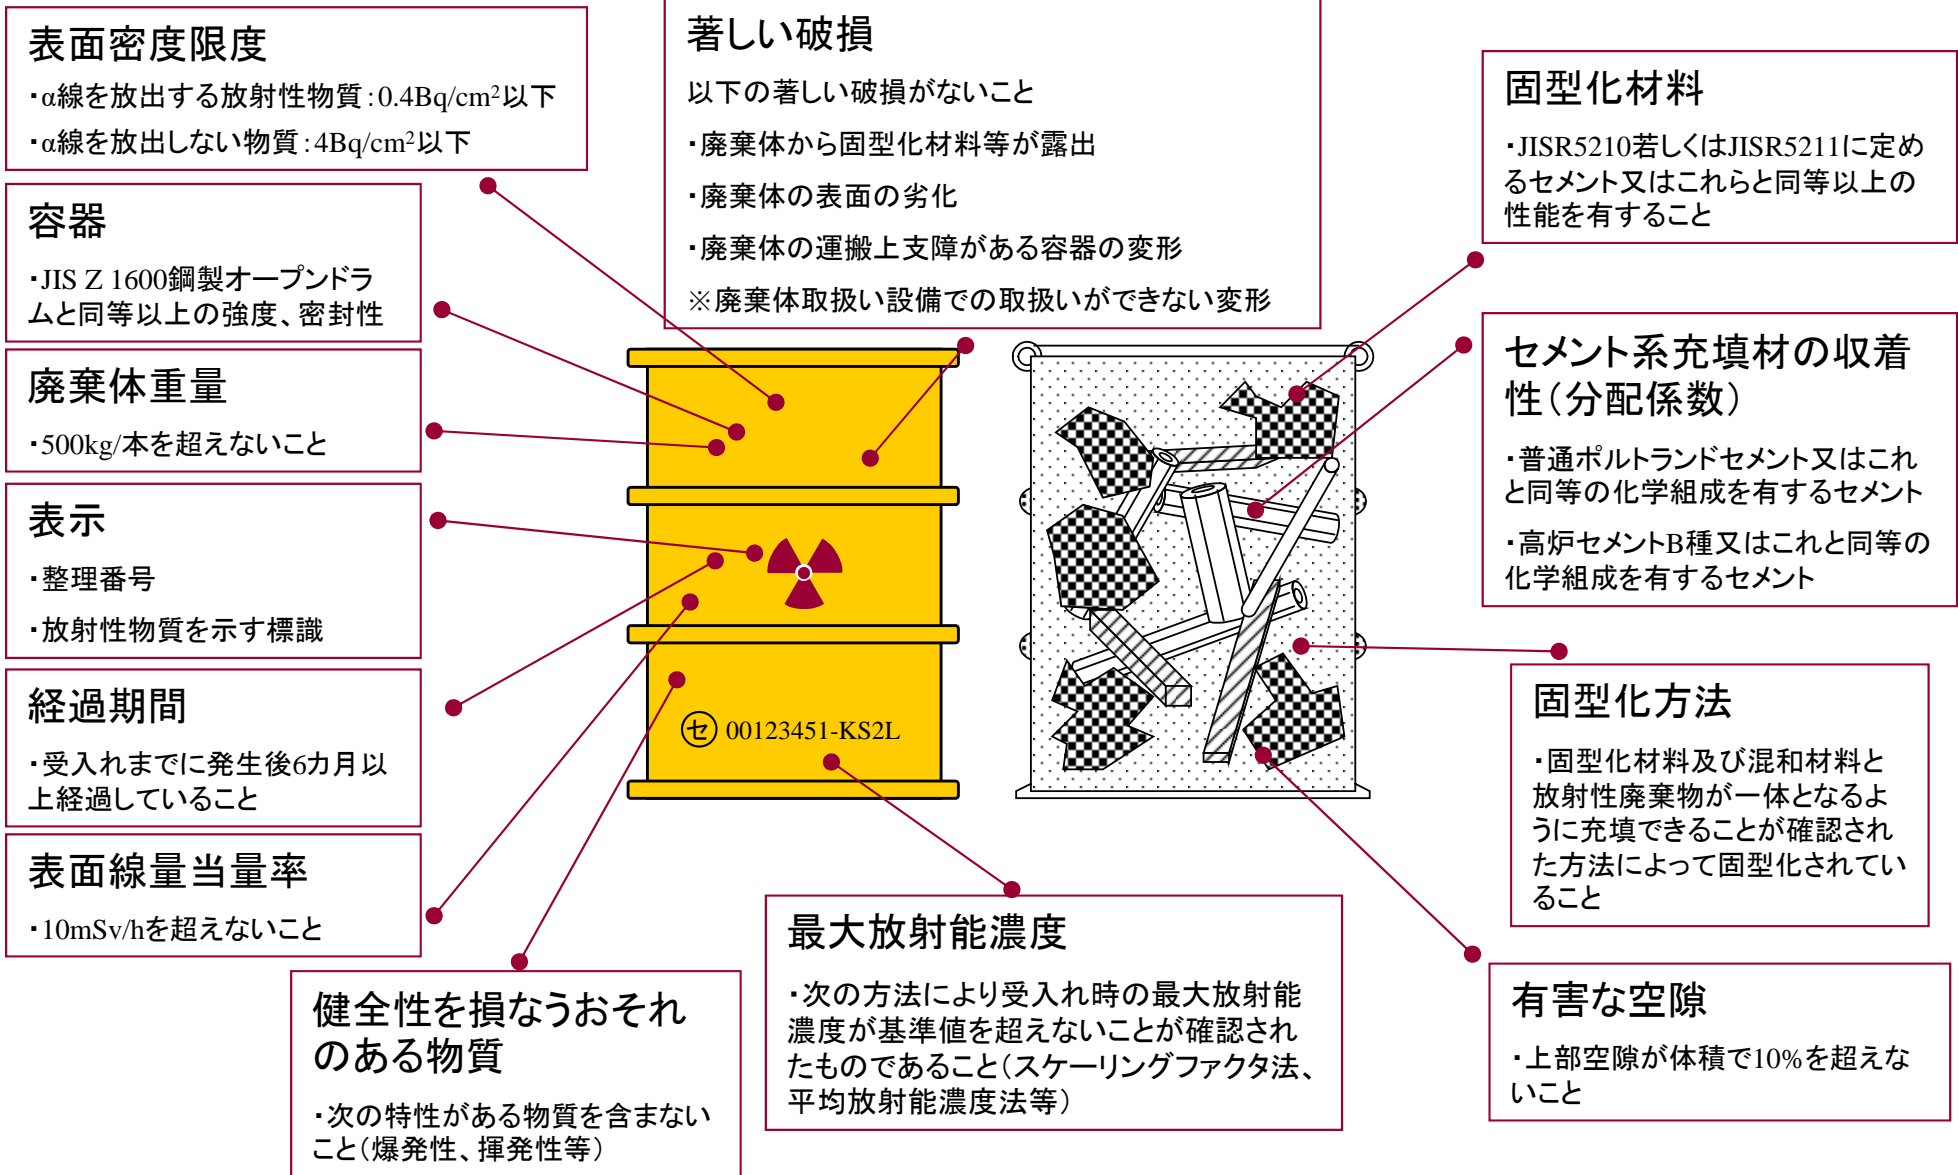 表面密度限度
・α線を放出する放射性物質：0.4Bq/cm²以下
・α線を放出しない物質：4Bq/cm²以下
容器
・JIS Z 1600鋼製オープンドラ
ムと同等以上の強度、密封性
廃棄体重量
・500kg/本を超えないこと
表示
・整理番号
・放射性物質を示す標識
経過期間
・受入れまでに発生後6カ月以
上経過していること
表面線量当量率
・10mSv/hを超えないこと
健全性を損なうおそれ
のある物質
・次の特性がある物質を含まない
こと（爆発性、揮発性等）
著しい破損
以下の著しい破損がないこと
・廃棄体から固型化材料等が露出
・廃棄体の表面の劣化
・廃棄体の運搬上支障がある容器の変形
※廃棄体取扱い設備での取扱いができない変形
セ 00123451-KS2L
最大放射能濃度
・次の方法により受入れ時の最大放射能
濃度が基準値を超えないことが確認され
たものであること（スケーリングファクタ法、
平均放射能濃度法等）
固型化材料
・JISR5210若しくはJISR5211に定め
るセメント又はこれらと同等以上の
性能を有すること
セメント系充填材の収着
性（分配係数）
・普通ポルトランドセメント又はこれ
と同等の化学組成を有するセメント
・高炉セメントB種又はこれと同等の
化学組成を有するセメント
固型化方法
・固型化材料及び混和材料と
放射性廃棄物が一体となるよ
うに充填できることが確認され
た方法によって固型化されてい
ること
有害な空隙
・上部空隙が体積で10%を超えな
いこと